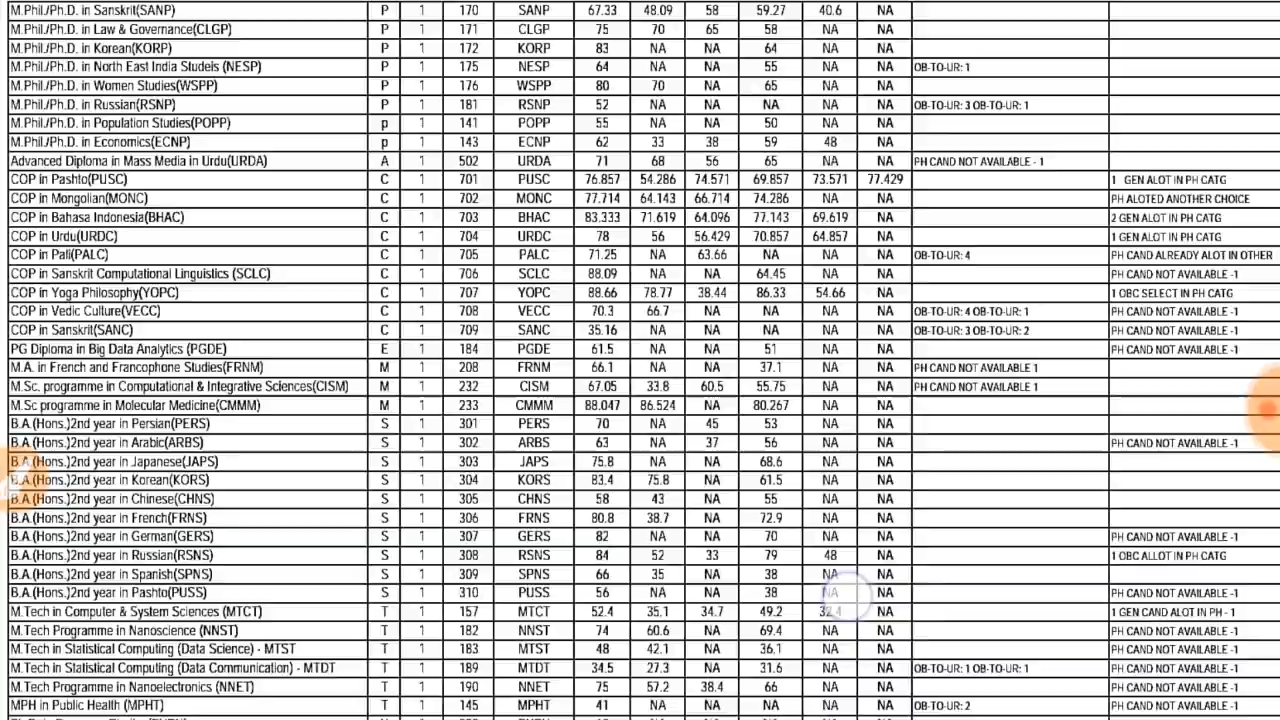 M.Phil./Ph.D. in Sanskrit(SANP) P 1 170 SANP 67.33 48.09 58 59.27 40.6 NA
M.Phil/Ph.D. in Law & Governance(CLGP) P 1 171 CLGP 75 70 65 58 NA NA
M.Phil/Ph.D. in Korean(KORP) P 1 172 KORP 83 NA NA 64 NA NA
M.Phil./Ph.D. in North East India Studeis (NESP) P 1 175 NESP 64 NA NA 55 NA NA OB-TO-UR: 1
M.Phil./Ph.D. in Women Studies(WSPP) P 1 176 WSPP 80 70 NA 65 NA NA
M.Phil./Ph.D. in Russian(RSNP) P 1 181 RSNP 52 NA NA NA NA NA OB-TO-UR: 3 OB-TO-UR: 1
M.Phil./Ph.D. in Population Studies(POPP) p 1 141 POPP 55 NA NA 50 NA NA
M.Phil./Ph.D. in Economics(ECNP) p 1 143 ECNP 62 33 38 59 48 NA
Advanced Diploma in Mass Media in Urdu(URDA) A 1 502 URDA 71 68 56 65 NA NA PH CAND NOT AVAILABLE - 1
COP in Pashto(PUSC) C 1 701 PUSC 76.857 54.286 74.571 69.857 73.571 77.429 1 GEN ALOT IN PH CATG
COP in Mongolian(MONC) C 1 702 MONC 77.714 64.143 66.714 74.286 NA NA PH ALOTED ANOTHER CHOICE
COP in Bahasa Indonesia(BHAC) C 1 703 BHAC 83.333 71.619 64.096 77.143 69.619 NA 2 GEN ALOT IN PH CATG
COP in Urdu(URDC) C 1 704 URDC 78 56 56.429 70.857 64.857 NA 1 GEN ALOT IN PH CATG
COP in Pali(PALC) C 1 705 PALC 71.25 NA 63.66 NA NA NA OB-TO-UR: 4 PH CAND ALREADY ALOT IN OTHER
COP in Sanskrit Computational Linguistics (SCLC) C 1 706 SCLC 88.09 NA NA 64.45 NA NA PH CAND NOT AVAILABLE -1
COP in Yoga Philosophy(YOPC) C 1 707 YOPC 88.66 78.77 38.44 86.33 54.66 NA 1 OBC SELECT IN PH CATG
COP in Vedic Culture(VECC) C 1 708 VECC 70.3 66.7 NA NA NA NA OB-TO-UR: 4 OB-TO-UR: 1 PH CAND NOT AVAILABLE -1
COP in Sanskrit(SANC) C 1 709 SANC 35.16 NA NA NA NA NA OB-TO-UR: 3 OB-TO-UR: 2 PH CAND NOT AVAILABLE -1
PG Diploma in Big Data Analytics (PGDE) E 1 184 PGDE 61.5 NA NA 51 NA NA PH CAND NOT AVAILABLE -1
M.A. in French and Francophone Studies(FRNM) M 1 208 FRNM 66.1 NA NA 37.1 NA NA PH CAND NOT AVAILABLE 1
M.Sc. programme in Computational & Integrative Sciences(CISM) M 1 232 CISM 67.05 33.8 60.5 55.75 NA NA PH CAND NOT AVAILABLE 1
M.Sc programme in Molecular Medicine(CMMM) M 1 233 CMMM 88.047 86.524 NA 80.267 NA NA
B.A.(Hons.)2nd year in Persian(PERS) S 1 301 PERS 70 NA 45 53 NA NA
B.A.(Hons.)2nd year in Arabic(ARBS) S 1 302 ARBS 63 NA 37 56 NA NA PH CAND NOT AVAILABLE -1
B.A.(Hons.)2nd year in Japanese(JAPS) S 1 303 JAPS 75.8 NA NA 68.6 NA NA
B.A.(Hons.)2nd year in Korean(KORS) S 1 304 KORS 83.4 75.8 NA 61.5 NA NA
B.A.(Hons.)2nd year in Chinese(CHNS) S 1 305 CHNS 58 43 NA 55 NA NA
B.A.(Hons.)2nd year in French(FRNS) S 1 306 FRNS 80.8 38.7 NA 72.9 NA NA
B.A.(Hons.)2nd year in German(GERS) S 1 307 GERS 82 NA NA 70 NA NA PH CAND NOT AVAILABLE -1
B.A.(Hons.)2nd year in Russian(RSNS) S 1 308 RSNS 84 52 33 79 48 NA 1 OBC ALLOT IN PH CATG
B.A.(Hons.)2nd year in Spanish(SPNS) S 1 309 SPNS 66 35 NA 38 NA NA
B.A.(Hons.)2nd year in Pashto(PUSS) S 1 310 PUSS 56 NA NA 38 NA NA PH CAND NOT AVAILABLE -1
M.Tech in Computer & System Sciences (MTCT) T 1 157 MTCT 52.4 35.1 34.7 49.2 32.4 NA 1 GEN CAND ALOT IN PH - 1
M.Tech Programme in Nanoscience (NNST) T 1 182 NNST 74 60.6 NA 69.4 NA NA PH CAND NOT AVAILABLE -1
M.Tech in Statistical Computing (Data Science) - MTST T 1 183 MTST 48 42.1 NA 36.1 NA NA PH CAND NOT AVAILABLE -1
M.Tech in Statistical Computing (Data Communication) - MTDT T 1 189 MTDT 34.5 27.3 NA 31.6 NA NA OB-TO-UR: 1 OB-TO-UR: 1 PH CAND NOT AVAILABLE -1
M.Tech Programme in Nanoelectronics (NNET) T 1 190 NNET 75 57.2 38.4 66 NA NA PH CAND NOT AVAILABLE -1
MPH in Public Health (MPHT) T 1 145 MPHT 41 NA NA NA NA NA OB-TO-UR: 2 PH CAND NOT AVAILABLE -1